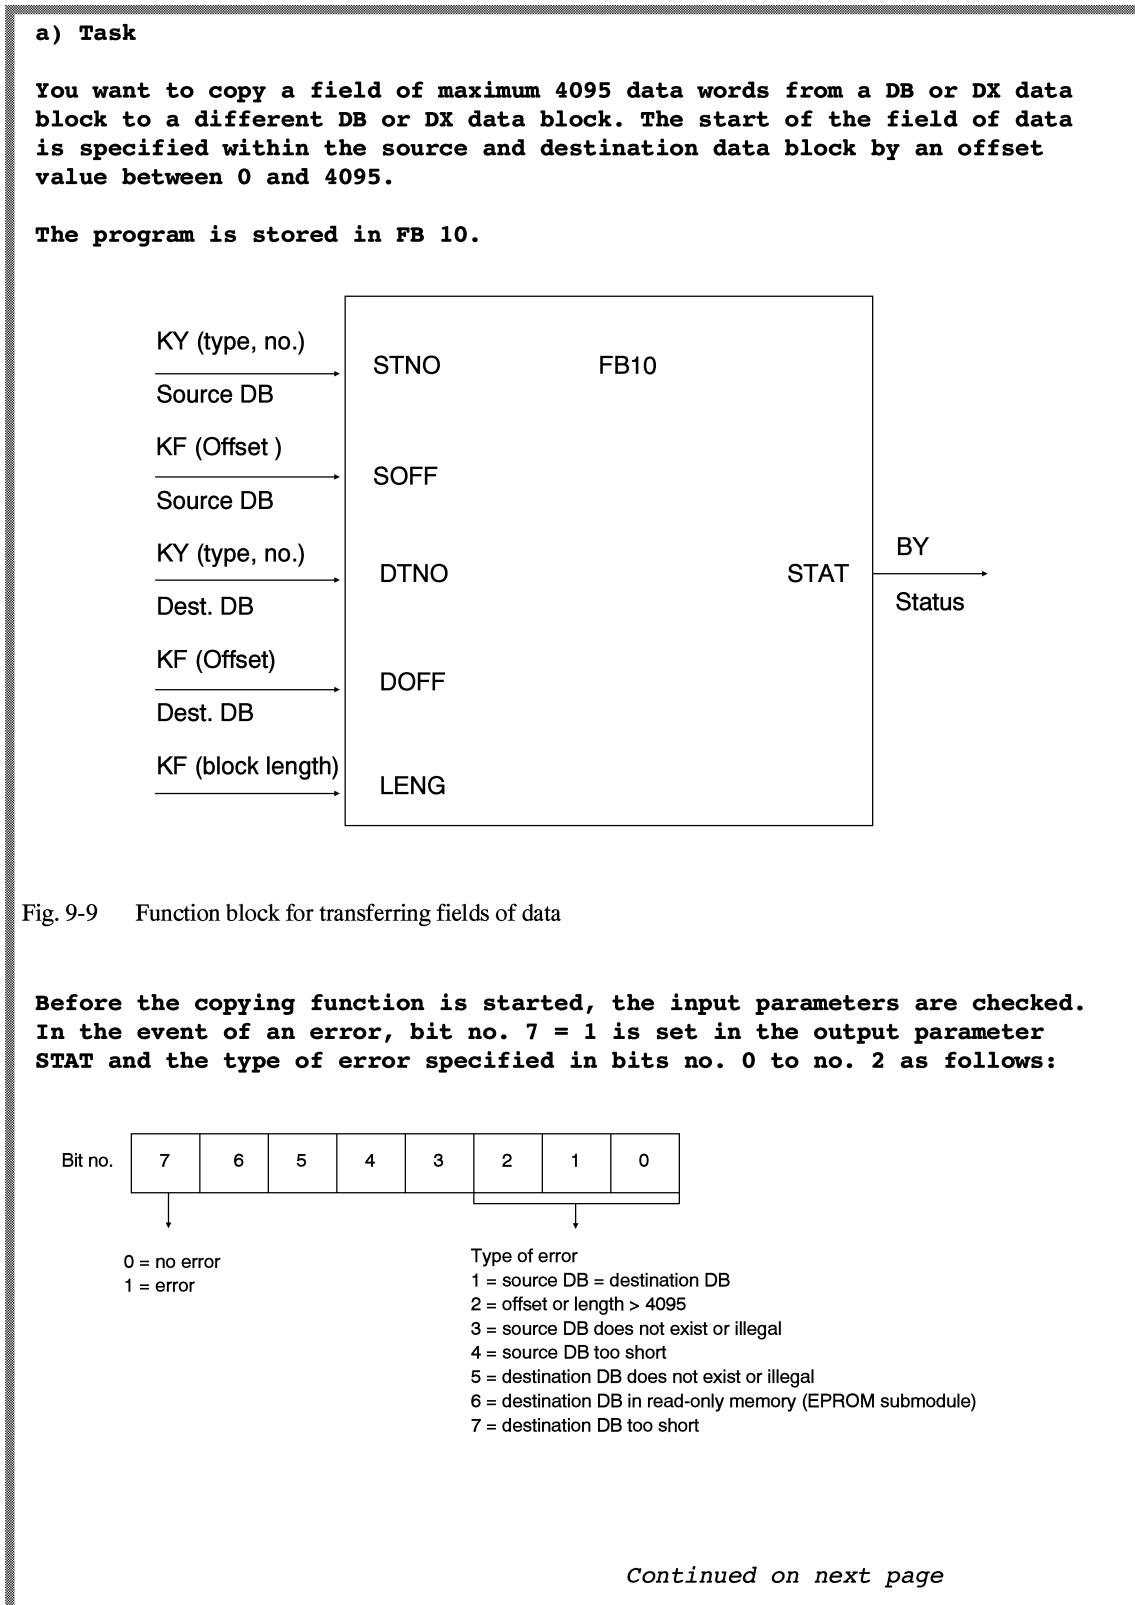 a) Task
You want to copy a field of maximum 4095 data words from a DB or DX data
block to a different DB or DX data block. The start of the field of data
is specified within the source and destination data block by an offset
value between 0 and 4095.
The program is stored in FB 10.
KY (type, no.)
STNO
FB10
Source DB
KF (Offset )
SOFF
Source DB
KY (type, no.)
DTNO
STAT
BY
Dest. DB
Status
KF (Offset)
DOFF
Dest. DB
KF (block length)
LENG
Fig. 9-9 Function block for transferring fields of data
Before the copying function is started, the input parameters are checked.
In the event of an error, bit no. 7 = 1 is set in the output parameter
STAT and the type of error specified in bits no. 0 to no. 2 as follows:
Bit no. 7 6 5 4 3 2 1 0
0 = no error
1 = error
Type of error
1 = source DB = destination DB
2 = offset or length > 4095
3 = source DB does not exist or illegal
4 = source DB too short
5 = destination DB does not exist or illegal
6 = destination DB in read-only memory (EPROM submodule)
7 = destination DB too short
Continued on next page